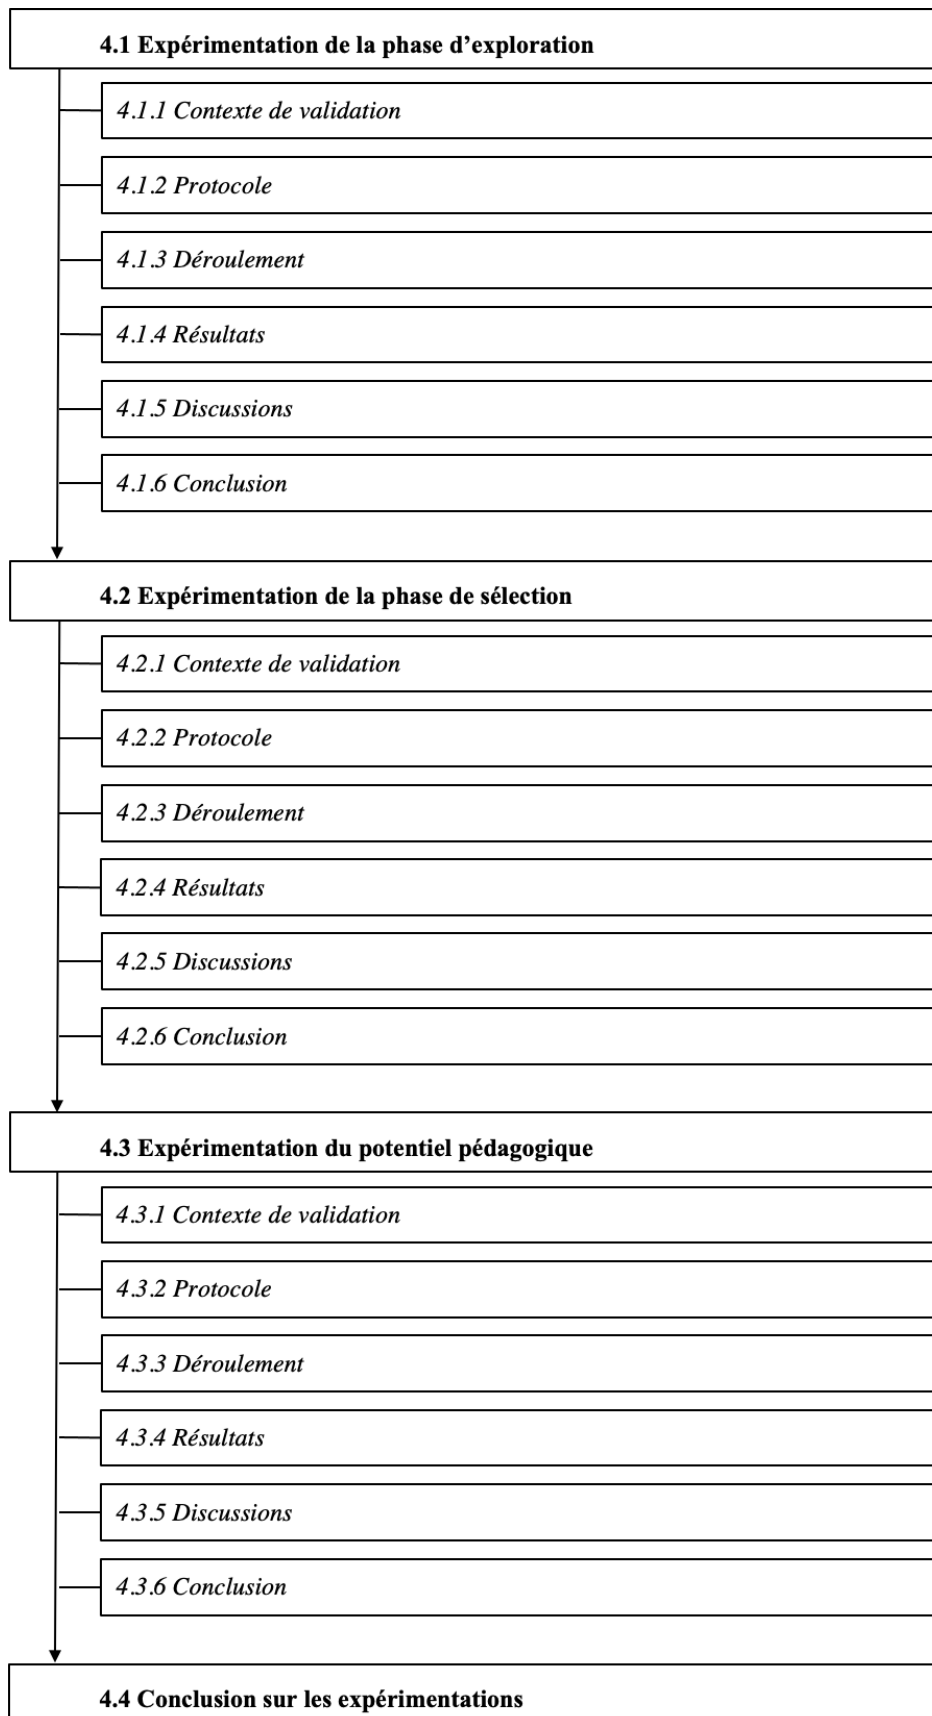 4.1 Expérimentation de la phase d’exploration
4.1.1 Contexte de validation
4.1.2 Protocole
4.1.3 Déroulement
4.1.4 Résultats
4.1.5 Discussions
4.1.6 Conclusion
4.2 Expérimentation de la phase de sélection
4.2.1 Contexte de validation
4.2.2 Protocole
4.2.3 Déroulement
4.2.4 Résultats
4.2.5 Discussions
4.2.6 Conclusion
4.3 Expérimentation du potentiel pédagogique
4.3.1 Contexte de validation
4.3.2 Protocole
4.3.3 Déroulement
4.3.4 Résultats
4.3.5 Discussions
4.3.6 Conclusion
4.4 Conclusion sur les expérimentations